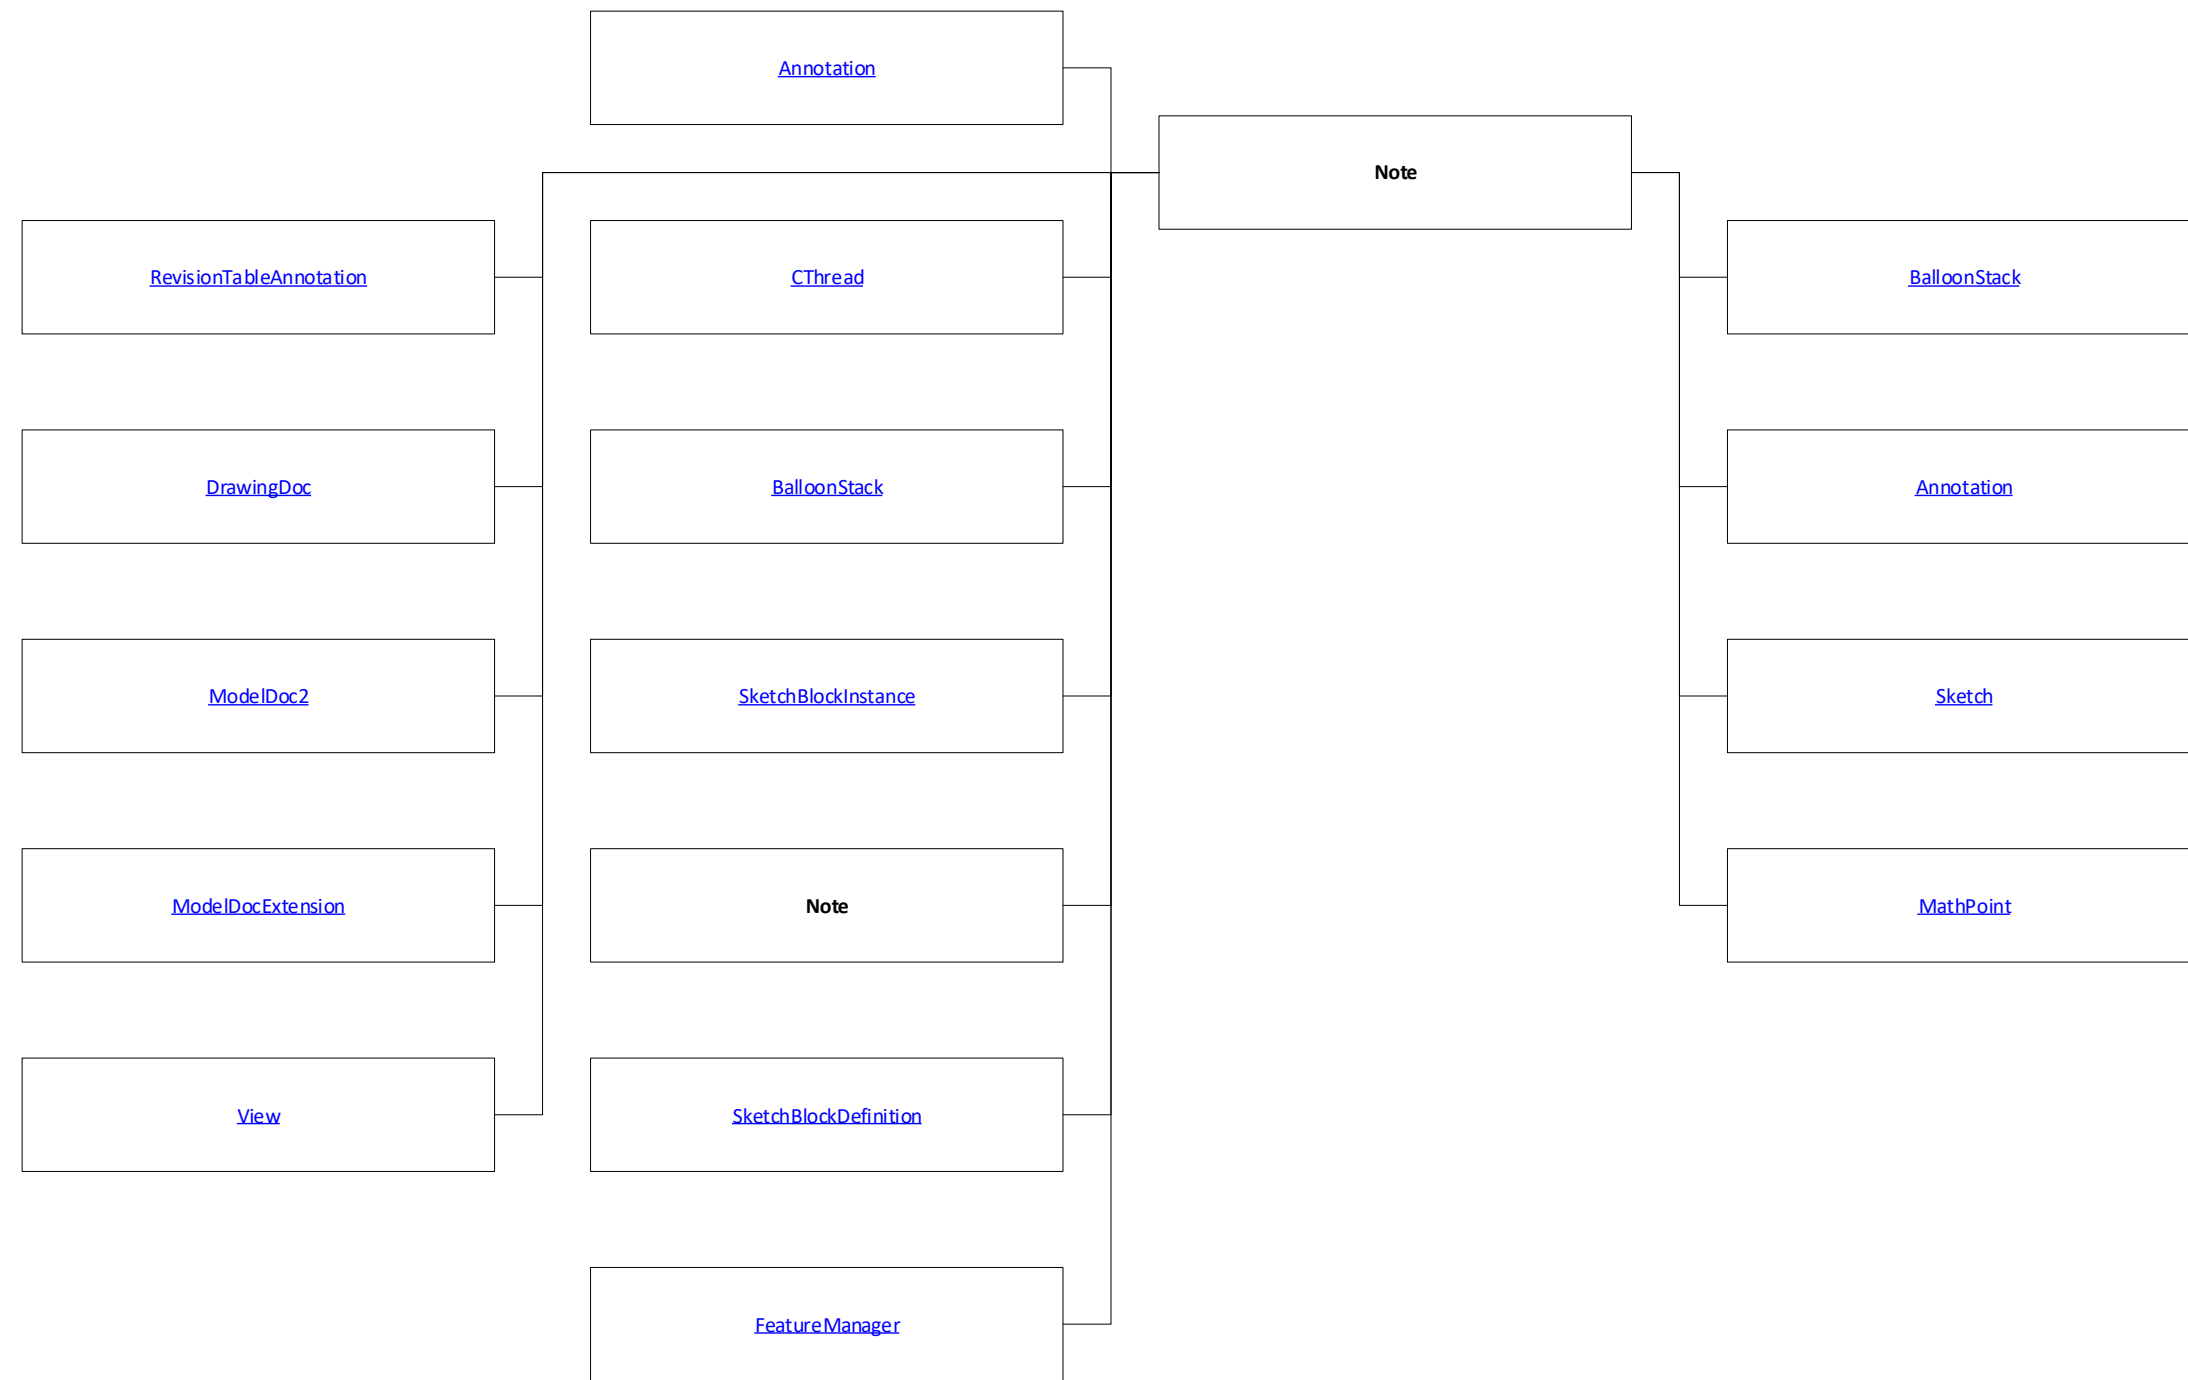 Annotation
Note
RevisionTableAnnotation
CThread
BalloonStack
DrawingDoc
BalloonStack
Annotation
ModelDoc2
SketchBlockInstance
Sketch
ModelDocExtension
Note
MathPoint
View
SketchBlockDefinition
FeatureManager